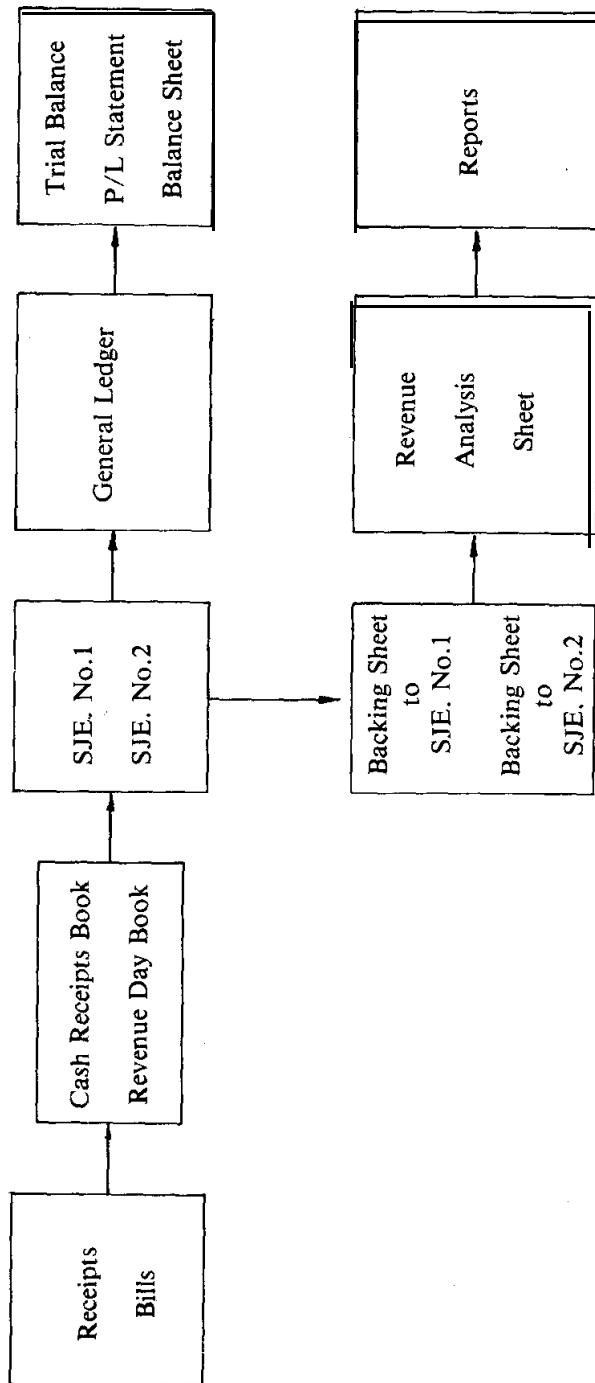 Receipts
Bills
Cash Receipts Book
Revenue Day Book
SJE. No.1
SJE. No.2
General Ledger
Trial Balance
P/L Statement
Balance Sheet
Backing Sheet
to
SJE. No.1
Backing Sheet
to
SJE. No.2
Revenue
Analysis
Sheet
Reports